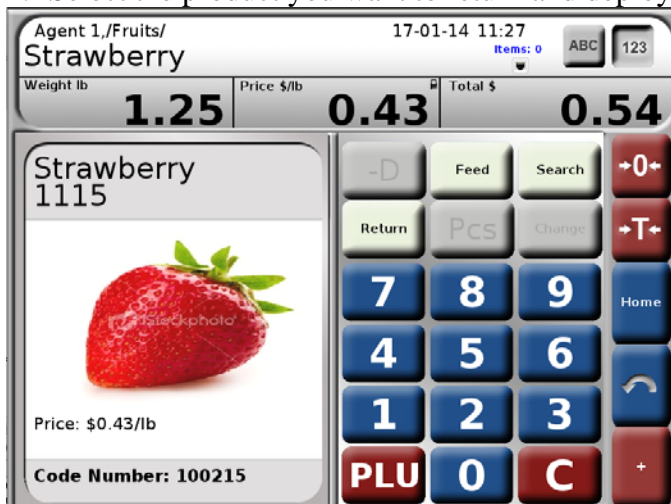 Agent 1,/Fruits/
17-01-14 11:27
Strawberry
Items: 0
ABC
123
Weight lb
1.25
Price $/lb
0.43
Total $
0.54
Strawberry
1115
iStockphoto
Price: $0.43/lb
Code Number: 100215
-D
Feed
Search
→0←
Return
Pcs
Change
→T←
7
8
9
Home
4
5
6
1
2
3
PLU
0
C
+